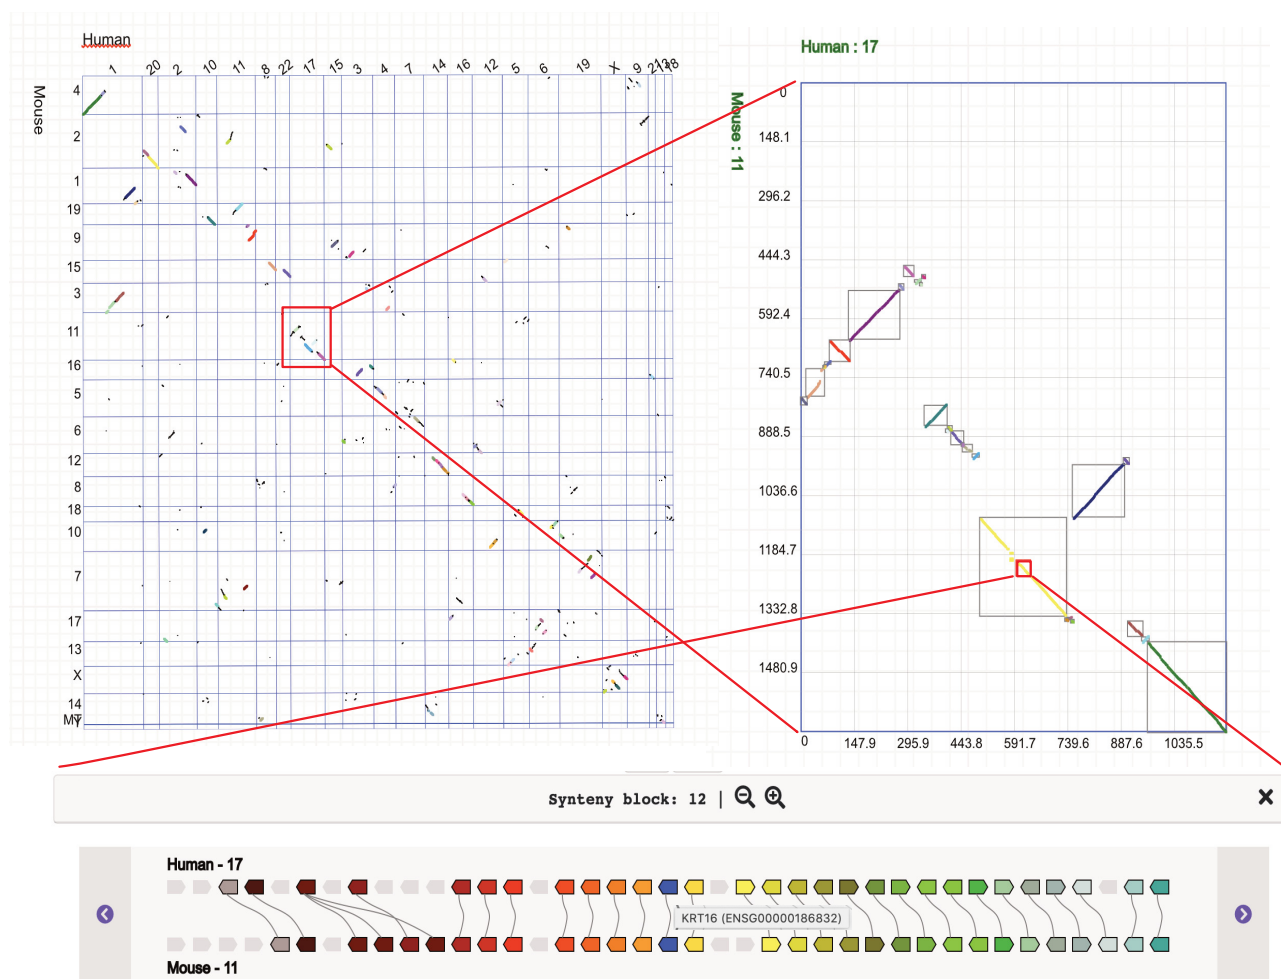 Human
1 20 2 10 11 8 22 17 15 3 4 7 14 16 12 5 6 19 X 9 21 18
Mouse
4
2
1
19
9
15
3
11
16
5
6
12
8
18
10
7
17
13
X
14
Human : 17
Mouse : 11
0
148.1
296.2
444.3
592.4
740.5
888.5
1036.6
1184.7
1332.8
1480.9
0 147.9 295.9 443.8 591.7 739.6 887.6 1035.5
Synteny block: 12 |
Human - 17
KRT16 (ENSG00000186832)
Mouse - 11